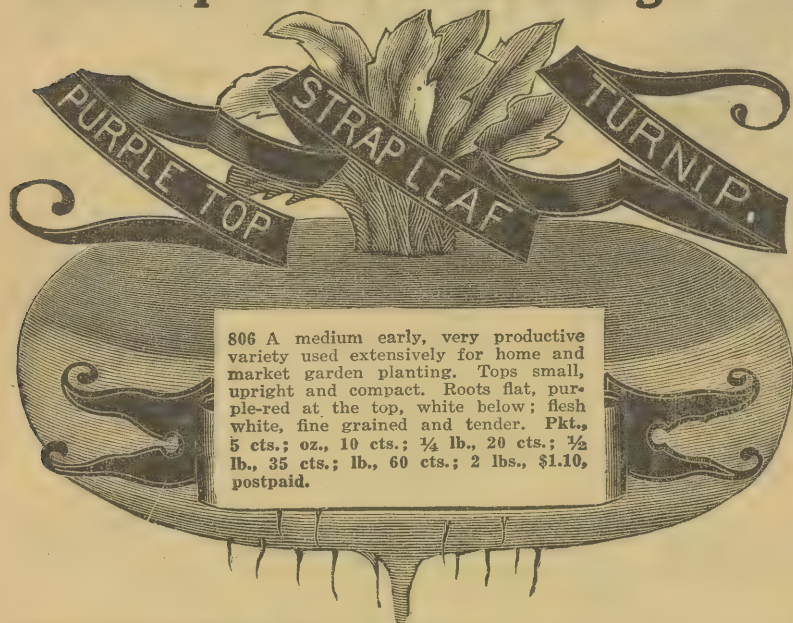 PURPLE TOP
STRAP LEAF
TURNIP.
806 A medium early, very productive
variety used extensively for home and
market garden planting. Tops small,
upright and compact. Roots flat, pur-
ple-red at the top, white below; flesh
white, fine grained and tender. Pkt.,
5 cts.; oz., 10 cts.; ¼ lb., 20 cts.; ½
lb., 35 cts.; lb., 60 cts.; 2 lbs., $1.10,
postpaid.